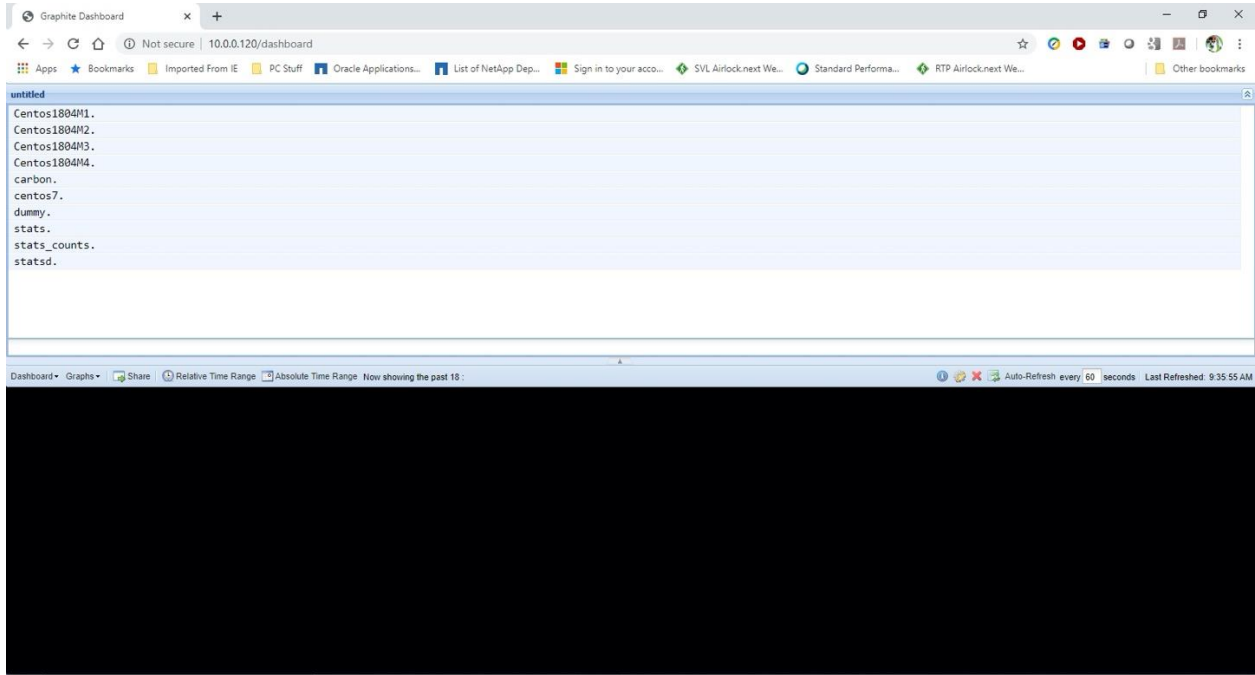 Graphite Dashboard
Not secure | 10.0.0.120/dashboard
Apps Bookmarks Imported From IE PC Stuff Oracle Applications... List of NetApp Dep... Sign in to your acco... SVL Airlock.next We... Standard Performa... RTP Airlock.next We... Other bookmarks
untitled
Centos1804M1.
Centos1804M2.
Centos1804M3.
Centos1804M4.
carbon.
centos7.
dummy.
stats.
stats_counts.
statsd.
Dashboard Graphs Share Relative Time Range Absolute Time Range Now showing the past 18 : Auto-Refresh every 60 seconds Last Refreshed: 9:35:55 AM